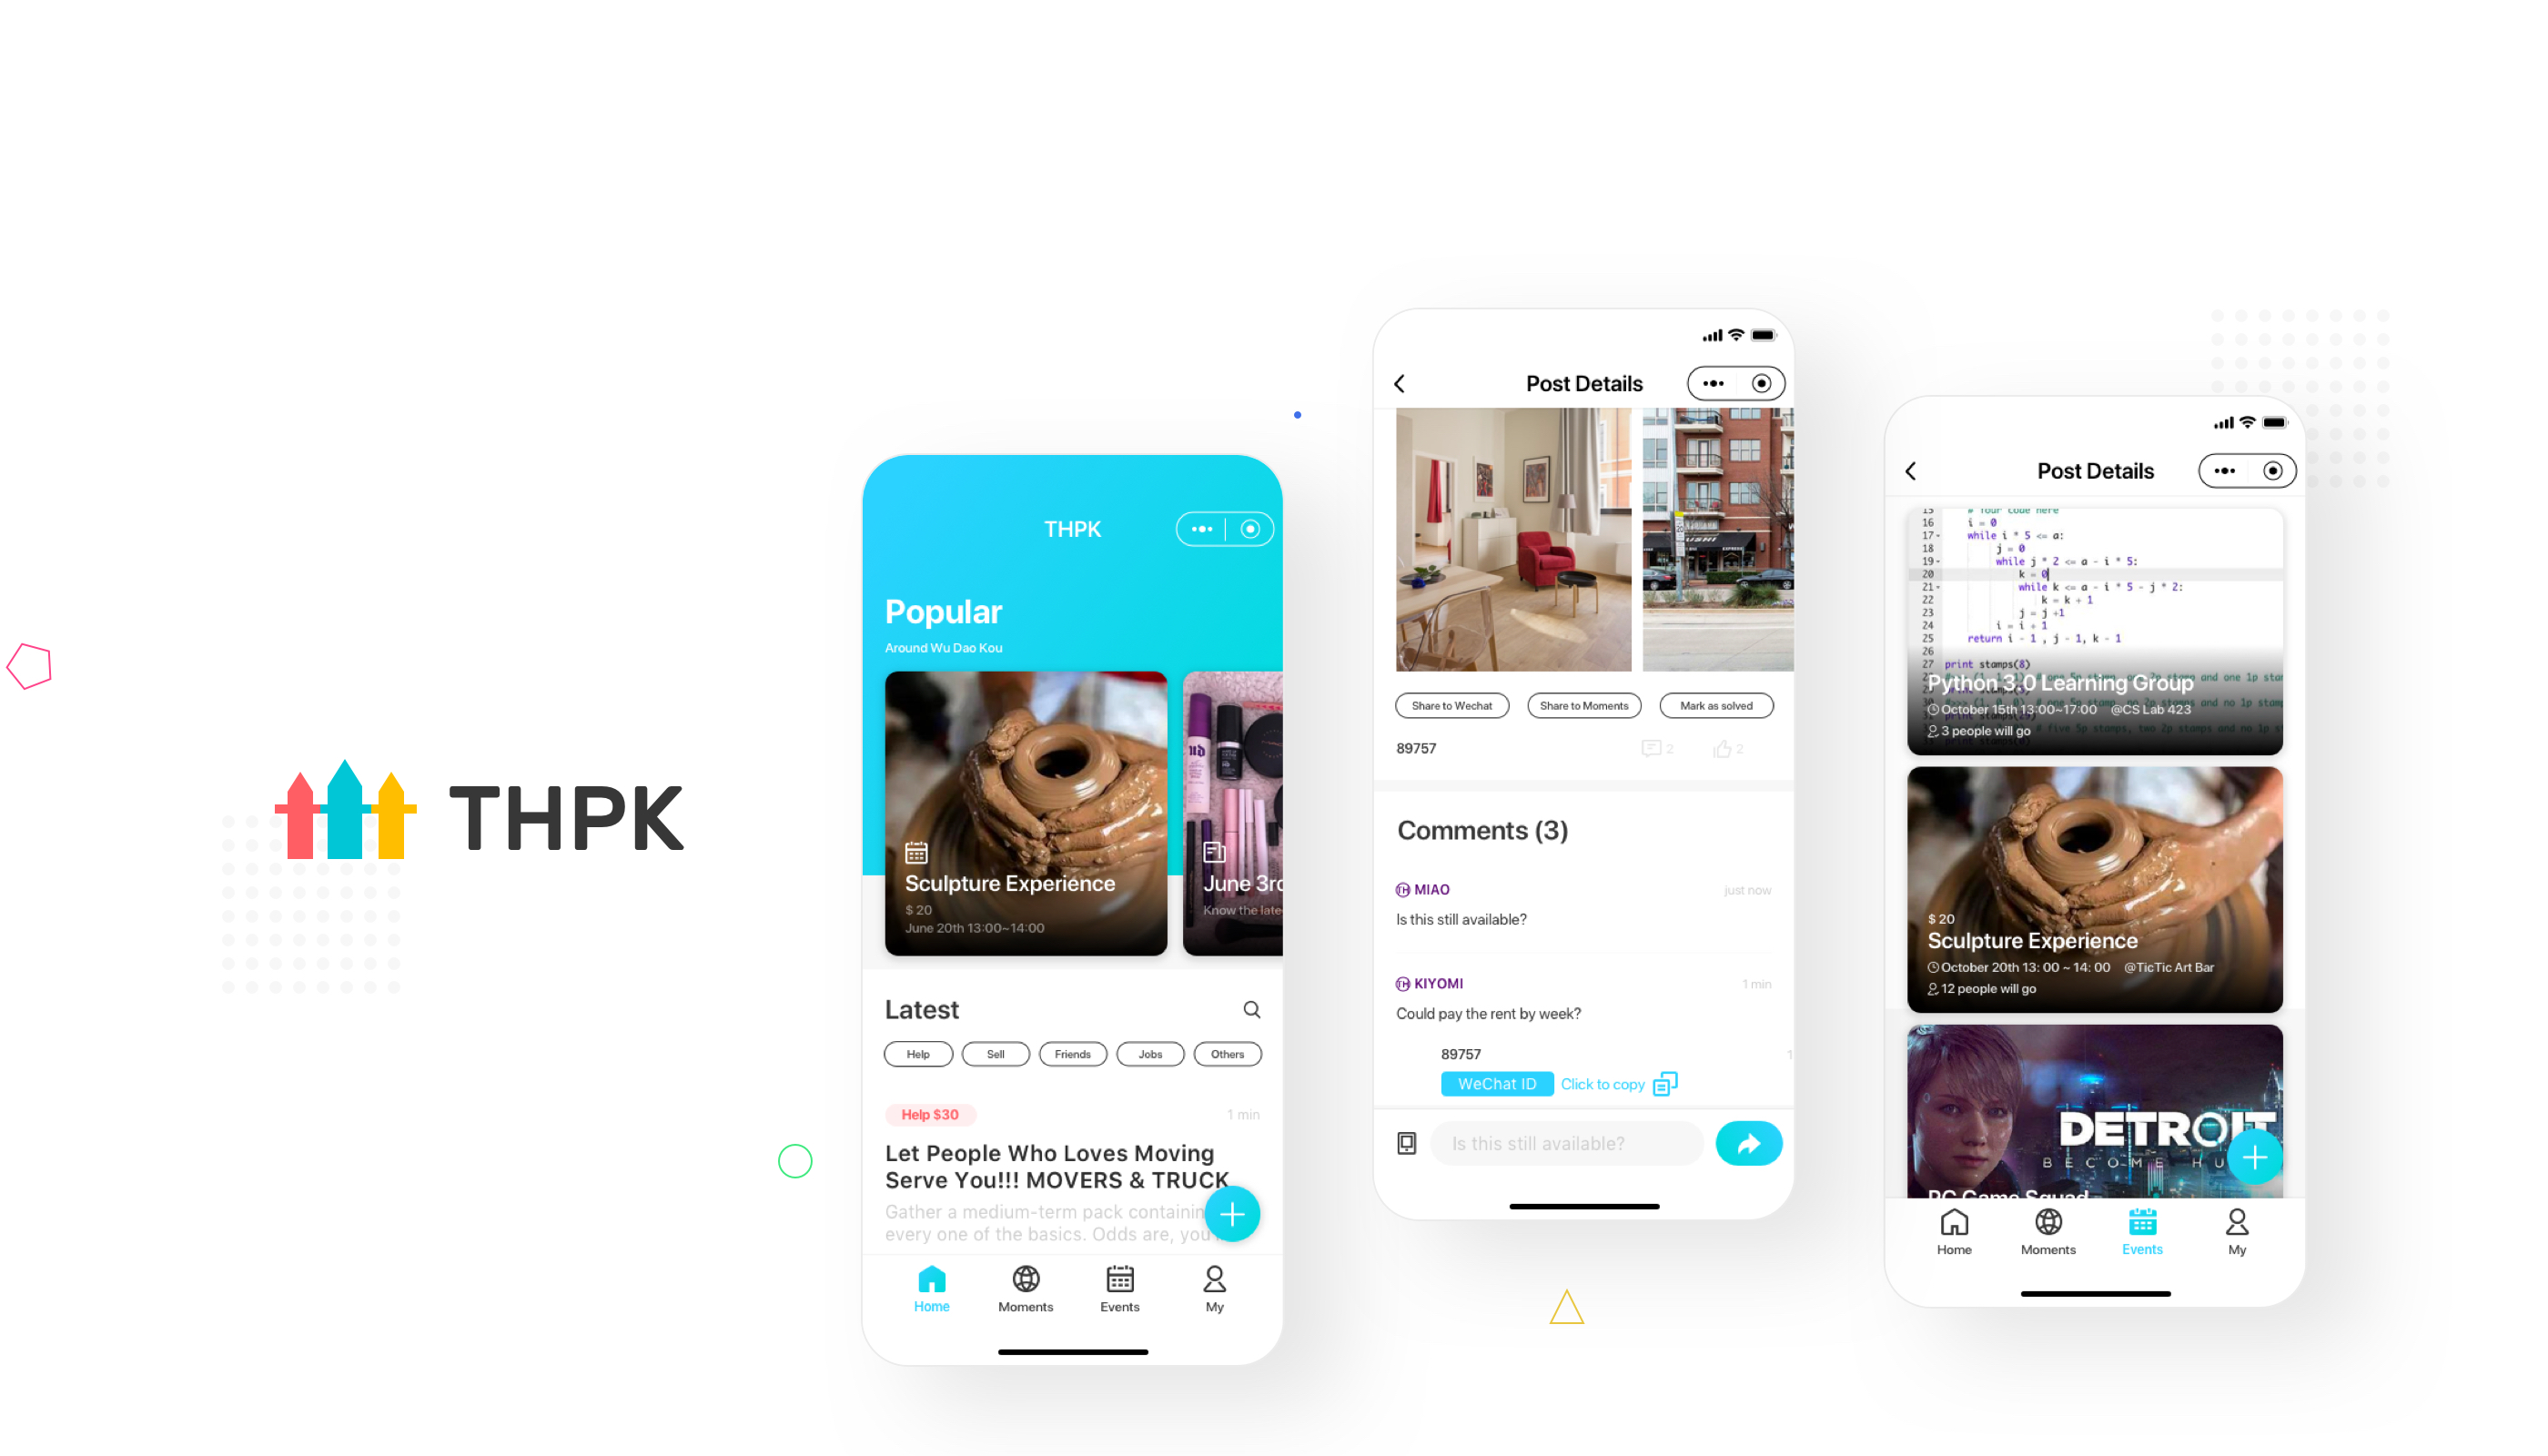 THPK
THPK
Popular
Around Wu Dao Kou
Sculpture Experience
$ 20
June 20th 13:00~14:00
June 3rd
Know the late
Latest
Help
Sell
Friends
Jobs
Others
Help $30
1 min
Let People Who Loves Moving
Serve You!!! MOVERS & TRUCK
Gather a medium-term pack containin
every one of the basics. Odds are, you'
Home
Moments
Events
My
Post Details
SUSHI
Share to Wechat
Share to Moments
Mark as solved
89757
2
2
Comments (3)
MIAO
just now
Is this still available?
KIYOMI
1 min
Could pay the rent by week?
89757
1
WeChat ID
Click to copy
Is this still available?
Post Details
15 # Your code here
16 i = 0
17 while i * 5 <= a:
18 j = 0
19 while j * 2 <= a - i * 5:
20 k = 0
21 while k <= a - i * 5 - j * 2:
22 k = k + 1
23 j = j +1
24 i = i + 1
25 return i - 1 , j - 1, k - 1
26
27 print stamps(8)
Python 3.0 Learning Group
October 15th 13:00~17:00 @CS Lab 423
3 people will go
$ 20
Sculpture Experience
October 20th 13: 00 ~ 14: 00 @TicTic Art Bar
12 people will go
DETROIT
BECOME HU
PC Game Squad
Home
Moments
Events
My